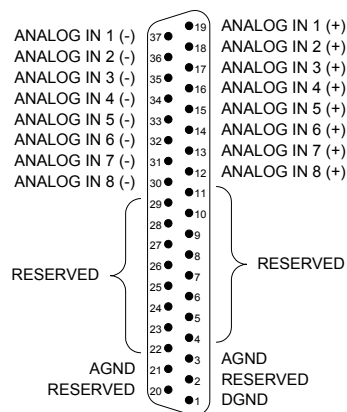 19 ANALOG IN 1 (+)
ANALOG IN 1 (-) 37
18 ANALOG IN 2 (+)
ANALOG IN 2 (-) 36
17 ANALOG IN 3 (+)
ANALOG IN 3 (-) 35
16 ANALOG IN 4 (+)
ANALOG IN 4 (-) 34
15 ANALOG IN 5 (+)
ANALOG IN 5 (-) 33
14 ANALOG IN 6 (+)
ANALOG IN 6 (-) 32
13 ANALOG IN 7 (+)
ANALOG IN 7 (-) 31
12 ANALOG IN 8 (+)
ANALOG IN 8 (-) 30
11
29
10
28
9
27
8
RESERVED
26
RESERVED
7
25
6
24
5
23
4
22
3 AGND
AGND 21
2 RESERVED
RESERVED 20
1 DGND